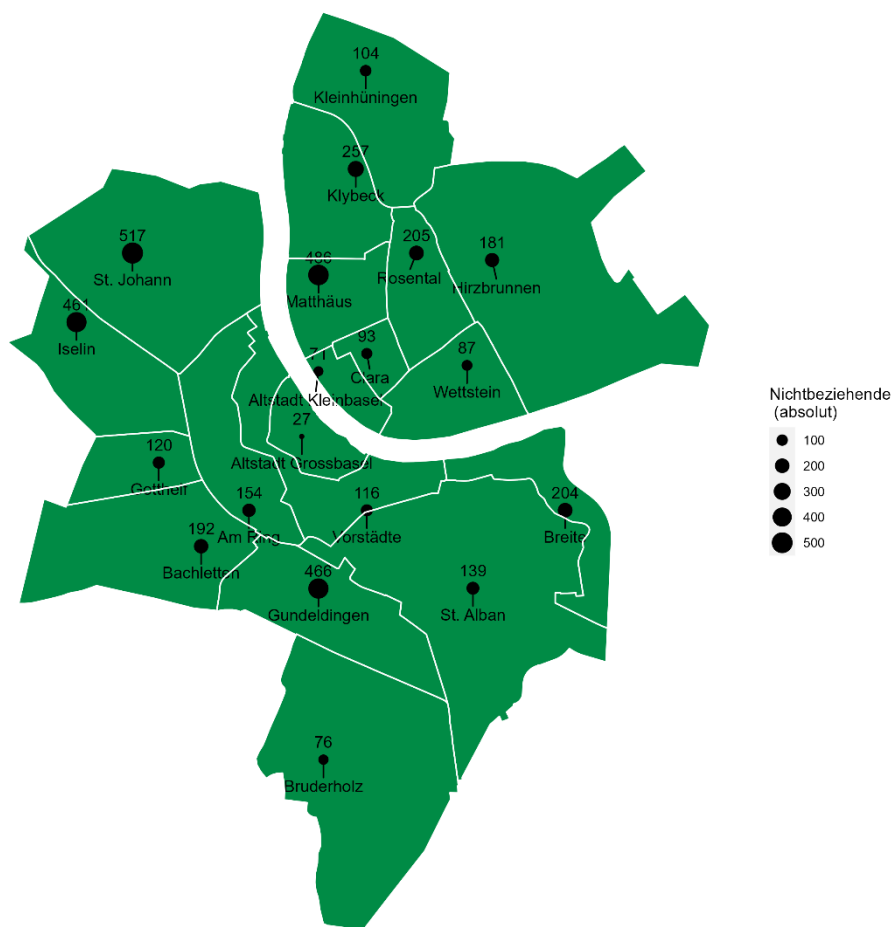 104
Kleinhüningen
257
Klybeck
517
St. Johann
486
Matthäus
205
Rosental
181
Hirzbrunnen
461
Iselin
71
Altstadt Kleinbasel
93
Clara
87
Wettstein
27
Altstadt Grossbasel
120
Gotthelf
154
Am Ring
116
Vorstädte
204
Breite
192
Bachletten
466
Gundeldingen
139
St. Alban
76
Bruderholz
Nichtbeziehende
(absolut)
100
200
300
400
500